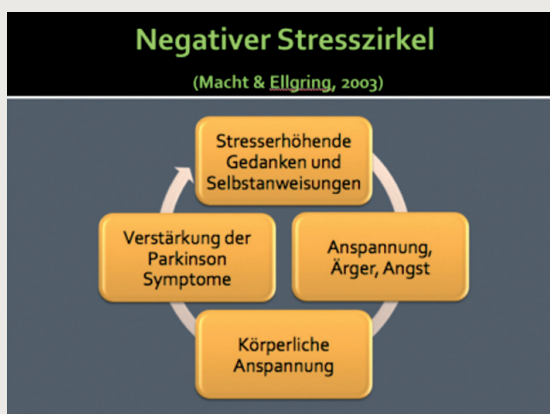 Negativer Stresszirkel
(Macht & Ellgring, 2003)
Stresserhöhende
Gedanken und
Selbstanweisungen
Anspannung,
Ärger, Angst
Körperliche
Anspannung
Verstärkung der
Parkinson
Symptome